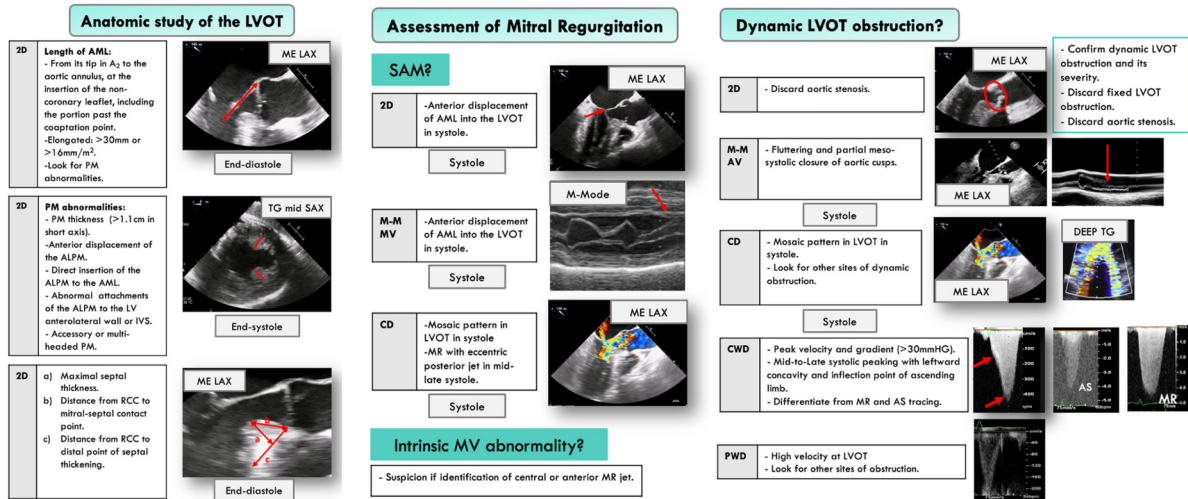 Anatomic study of the LVOT
2D
Length of AML:
- From its tip in A2 to the
aortic annulus, at the
insertion of the non-
coronary leaflet, including
the portion past the
coaptation point.
-Elongated: >30mm or
>16mm/m².
-Look for PM
abnormalities.
ME LAX
End-diastole
2D
PM abnormalities:
- PM thickness (>1.1cm in
short axis).
-Anterior displacement of
the ALPM.
- Direct insertion of the
ALPM to the AML.
- Abnormal attachments
of the ALPM to the LV
anterolateral wall or IVS.
- Accessory or multi-
headed PM.
TG mid SAX
End-systole
2D
a) Maximal septal
thickness.
b) Distance from RCC to
mitral-septal contact
point.
c) Distance from RCC to
distal point of septal
thickening.
ME LAX
b
a
c
End-diastole
Assessment of Mitral Regurgitation
SAM?
2D
-Anterior displacement
of AML into the LVOT
in systole.
Systole
ME LAX
M-M
MV
-Anterior displacement
of AML into the LVOT
in systole.
Systole
M-Mode
CD
-Mosaic pattern in
LVOT in systole
-MR with eccentric
posterior jet in mid-
late systole.
Systole
ME LAX
Intrinsic MV abnormality?
- Suspicion if identification of central or anterior MR jet.
Dynamic LVOT obstruction?
2D
- Discard aortic stenosis.
ME LAX
- Confirm dynamic LVOT
obstruction and its
severity.
- Discard fixed LVOT
obstruction.
- Discard aortic stenosis.
M-M
AV
- Fluttering and partial meso-
systolic closure of aortic cusps.
Systole
ME LAX
CD
- Mosaic pattern in LVOT in
systole.
- Look for other sites of dynamic
obstruction.
Systole
ME LAX
DEEP TG
CWD
- Peak velocity and gradient (>30mmHG).
- Mid-to-Late systolic peaking with leftward
concavity and inflection point of ascending
limb.
- Differentiate from MR and AS tracing.
AS
MR
PWD
- High velocity at LVOT
- Look for other sites of obstruction.